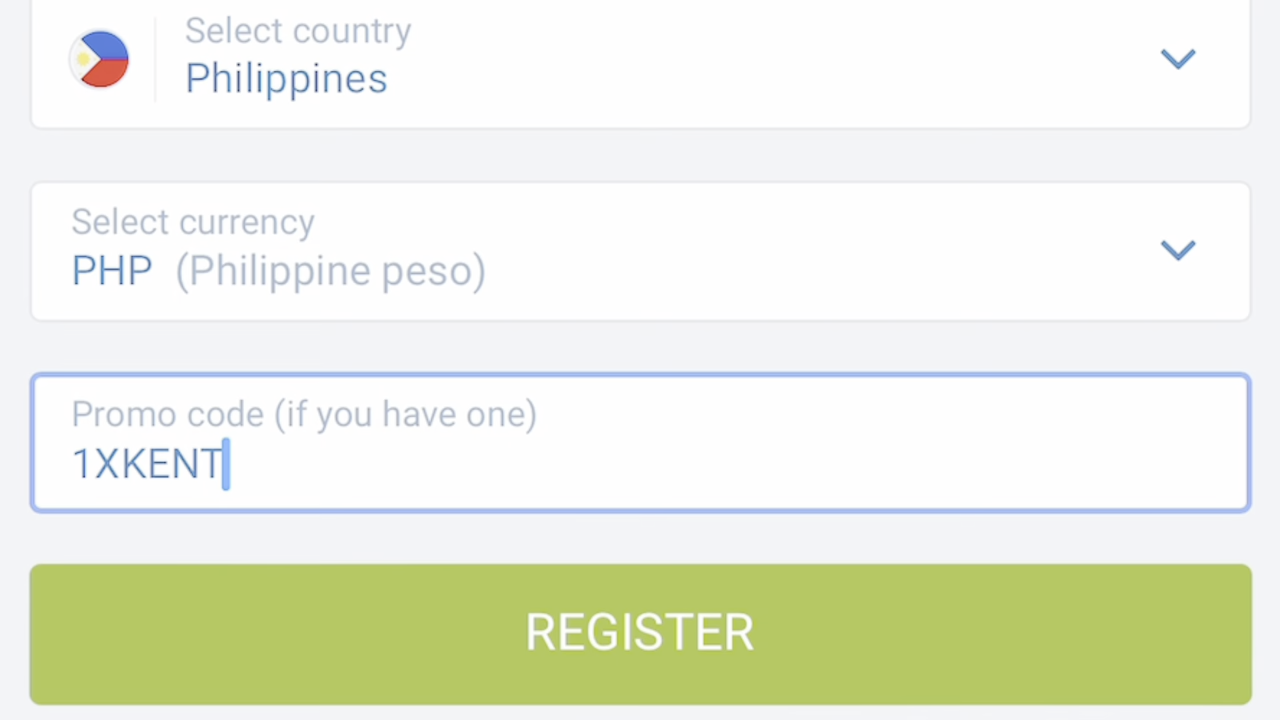 Select country
Philippines
Select currency
PHP (Philippine peso)
Promo code (if you have one)
1XKENT
REGISTER